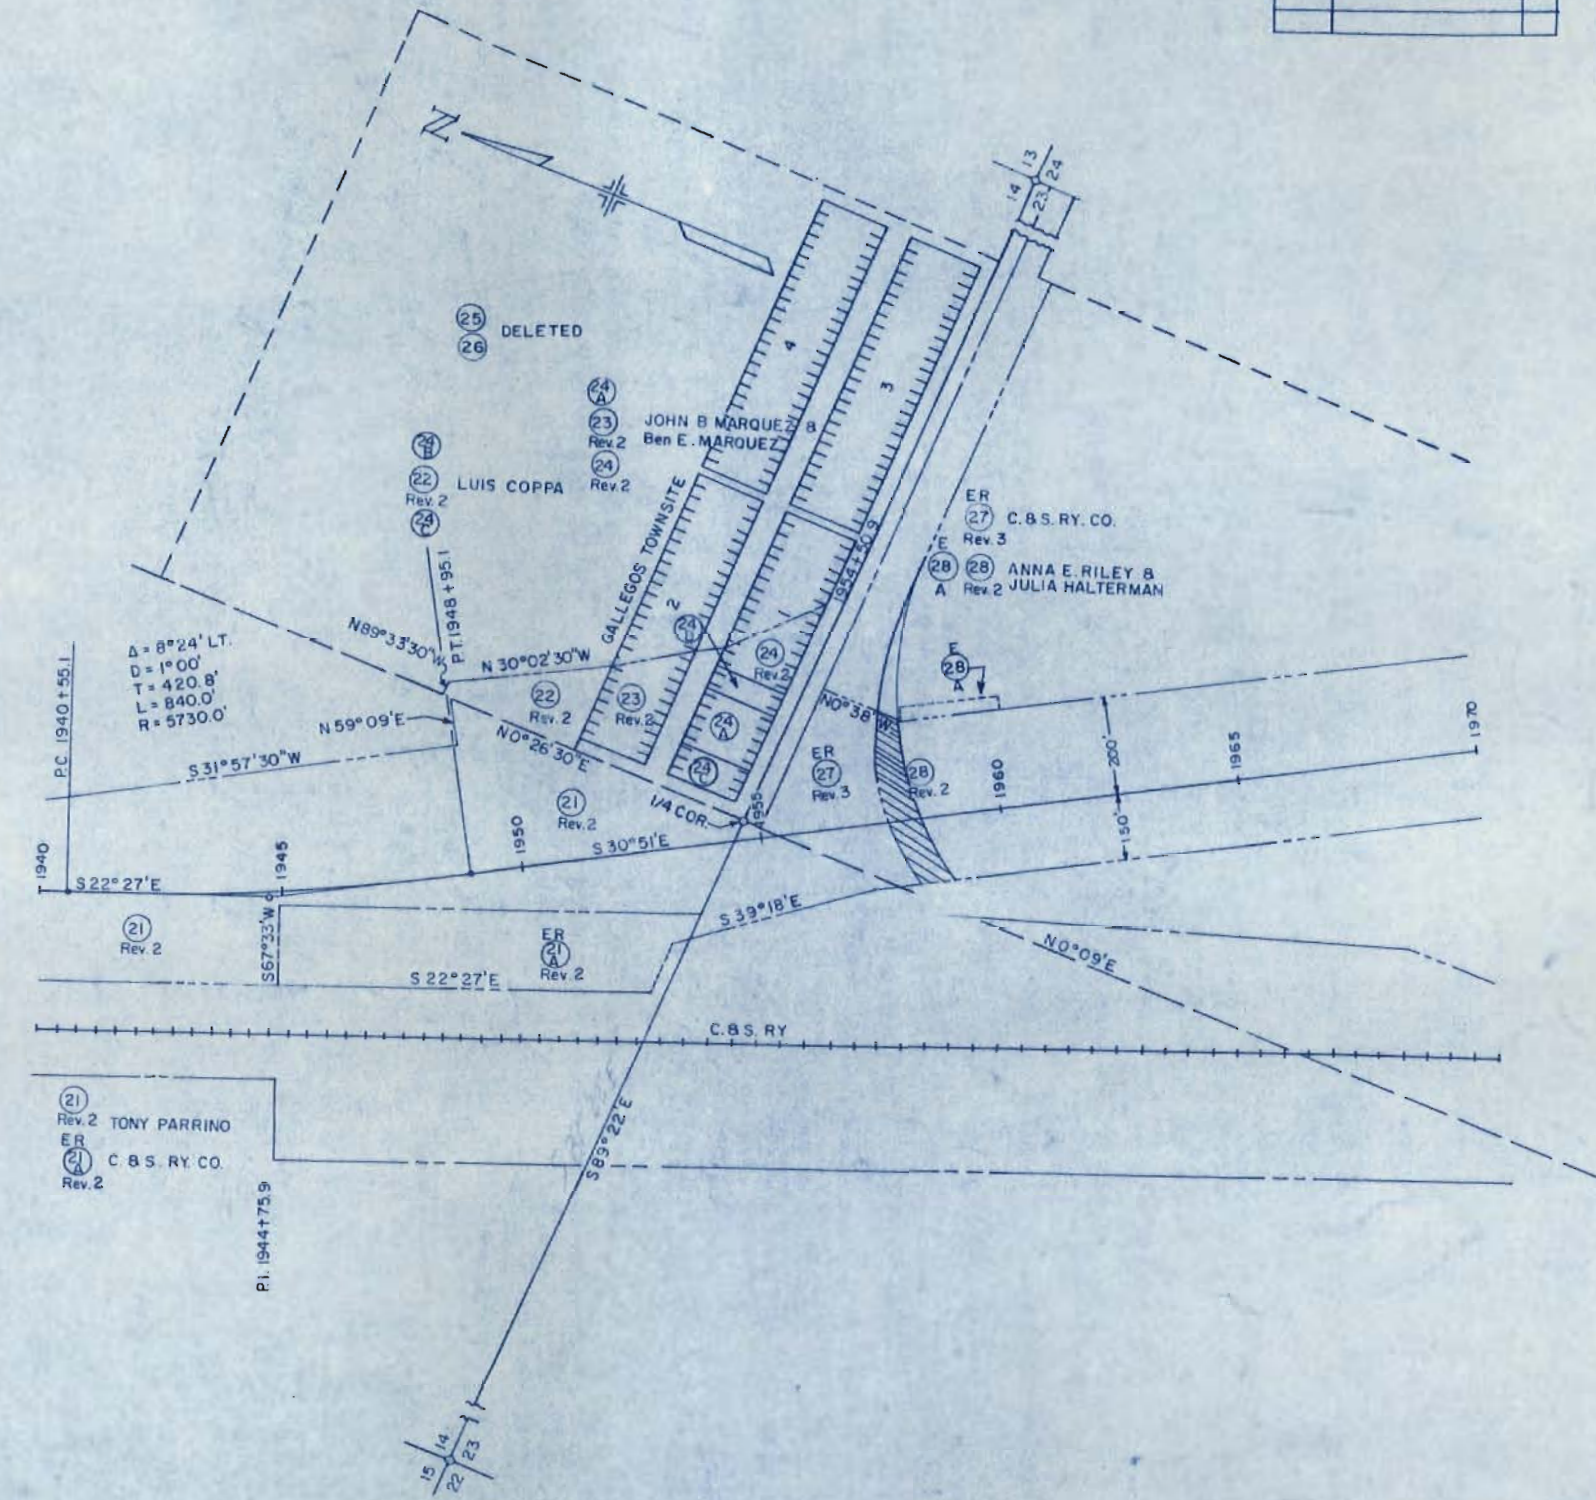 N
14
13
23
24
4
3
25
26
DELETED
24
A
23
Rev. 2
JOHN B MARQUEZ &
Ben E. MARQUEZ
24
Rev. 2
24
B
22
Rev. 2
LUIS COPPA
24
C
GALLEGOS TOWNSITE
P.T. 1948+95.1
1954+50.9
ER
27
Rev. 3
C. & S. RY. CO.
E
28
A
28
Rev. 2
ANNA E. RILEY &
JULIA HALTERMAN
Δ = 8°24' LT.
D = 1°00'
T = 420.8'
L = 840.0'
R = 5730.0'
P.C. 1940+55.1
N89°33'30"W
N 30°02'30"W
2
1
24
B
24
Rev. 2
22
Rev. 2
23
Rev. 2
24
A
24
C
E
28
A
N0°38'W
N 59°09'E
S31°57'30"W
N0°26'30"E
ER
27
Rev. 3
28
Rev. 2
200'
150'
21
Rev. 2
1/4 COR.
1940
1945
1950
1955
1960
1965
1970
S 22°27'E
S 30°51'E
S67°33'W
21
Rev. 2
ER
21
A
Rev. 2
S 39°18'E
N0°09'E
S 22°27'E
C. & S. RY
21
Rev. 2
TONY PARRINO
ER
21
A
Rev. 2
C. & S. RY. CO.
P.I. 1944+75.9
S89°22'E
15
14
22
23